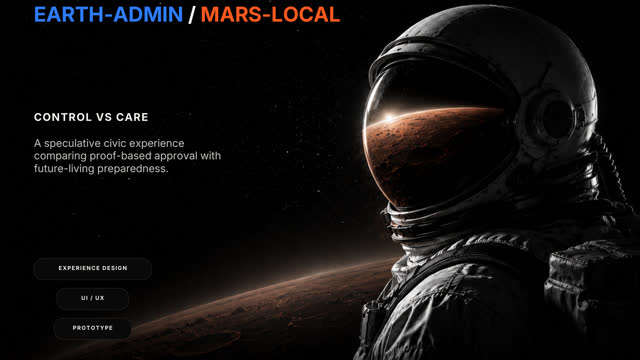 EARTH-ADMIN / MARS-LOCAL
CONTROL VS CARE
A speculative civic experience
comparing proof-based approval with
future-living preparedness.
EXPERIENCE DESIGN
UI / UX
PROTOTYPE